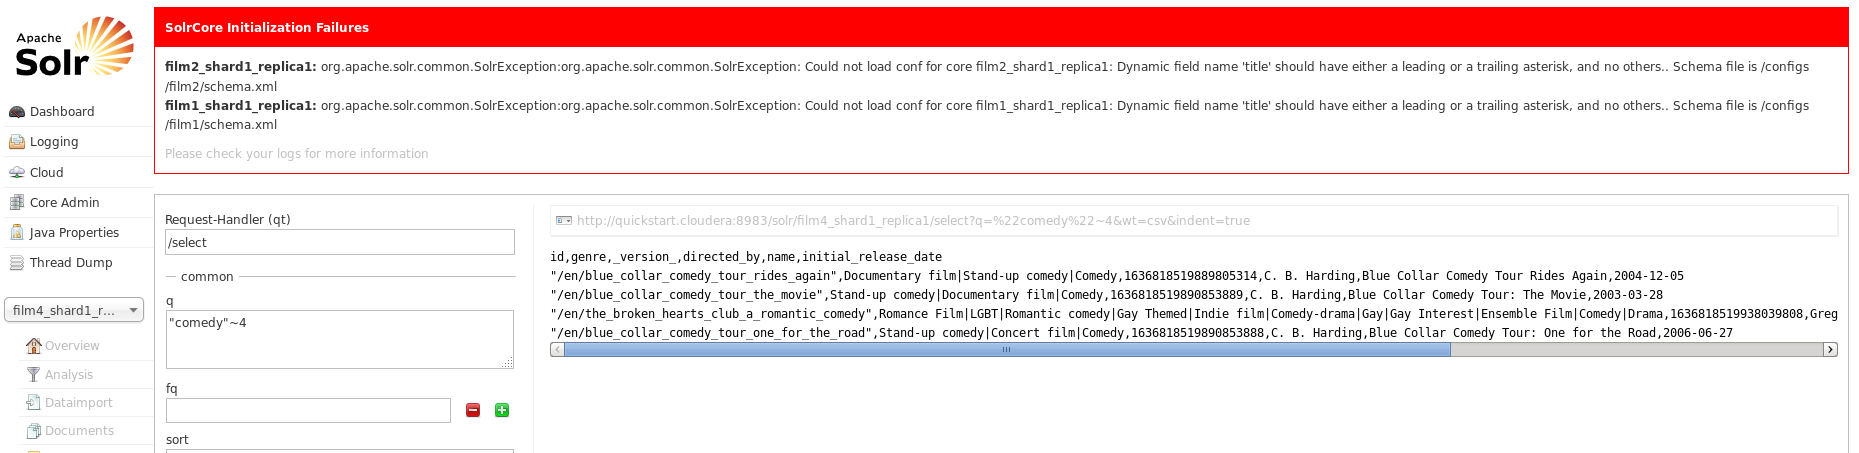 Apache
Solr
Dashboard
Logging
Cloud
Core Admin
Java Properties
Thread Dump
film4_shard1_r...
Overview
Analysis
Dataimport
Documents
SolrCore Initialization Failures
film2_shard1_replica1: org.apache.solr.common.SolrException:org.apache.solr.common.SolrException: Could not load conf for core film2_shard1_replica1: Dynamic field name 'title' should have either a leading or a trailing asterisk, and no others.. Schema file is /configs
/film2/schema.xml
film1_shard1_replica1: org.apache.solr.common.SolrException:org.apache.solr.common.SolrException: Could not load conf for core film1_shard1_replica1: Dynamic field name 'title' should have either a leading or a trailing asterisk, and no others.. Schema file is /configs
/film1/schema.xml
Please check your logs for more information
Request-Handler (qt)
/select
common
q
"comedy"~4
fq
sort
http://quickstart.cloudera:8983/solr/film4_shard1_replica1/select?q=%22comedy%22~4&wt=csv&indent=true
id,genre,_version_,directed_by,name,initial_release_date
"/en/blue_collar_comedy_tour_rides_again",Documentary film|Stand-up comedy|Comedy,1636818519889805314,C. B. Harding,Blue Collar Comedy Tour Rides Again,2004-12-05
"/en/blue_collar_comedy_tour_the_movie",Stand-up comedy|Documentary film|Comedy,1636818519890853889,C. B. Harding,Blue Collar Comedy Tour: The Movie,2003-03-28
"/en/the_broken_hearts_club_a_romantic_comedy",Romance Film|LGBT|Romantic comedy|Gay Themed|Indie film|Comedy-drama|Gay|Gay Interest|Ensemble Film|Comedy|Drama,1636818519938039808,Greg
"/en/blue_collar_comedy_tour_one_for_the_road",Stand-up comedy|Concert film|Comedy,1636818519890853888,C. B. Harding,Blue Collar Comedy Tour: One for the Road,2006-06-27